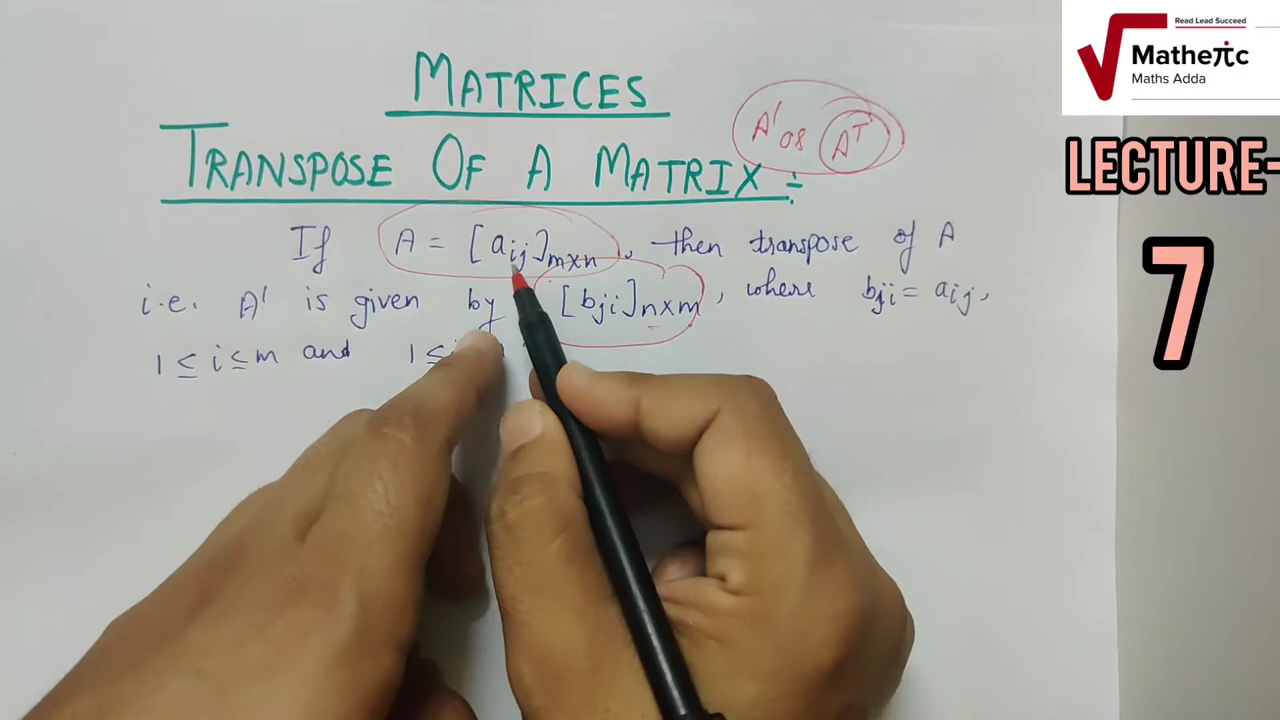 MATRICES
A' or Aᵀ
TRANSPOSE OF A MATRIX :-
If A = [aij]m×n, then transpose of A
i.e. A' is given by [bji]n×m, where bji = aij,
1 ≤ i ≤ m and 1 ≤
Read Lead Succeed
Matheπc
Maths Adda
LECTURE-
7